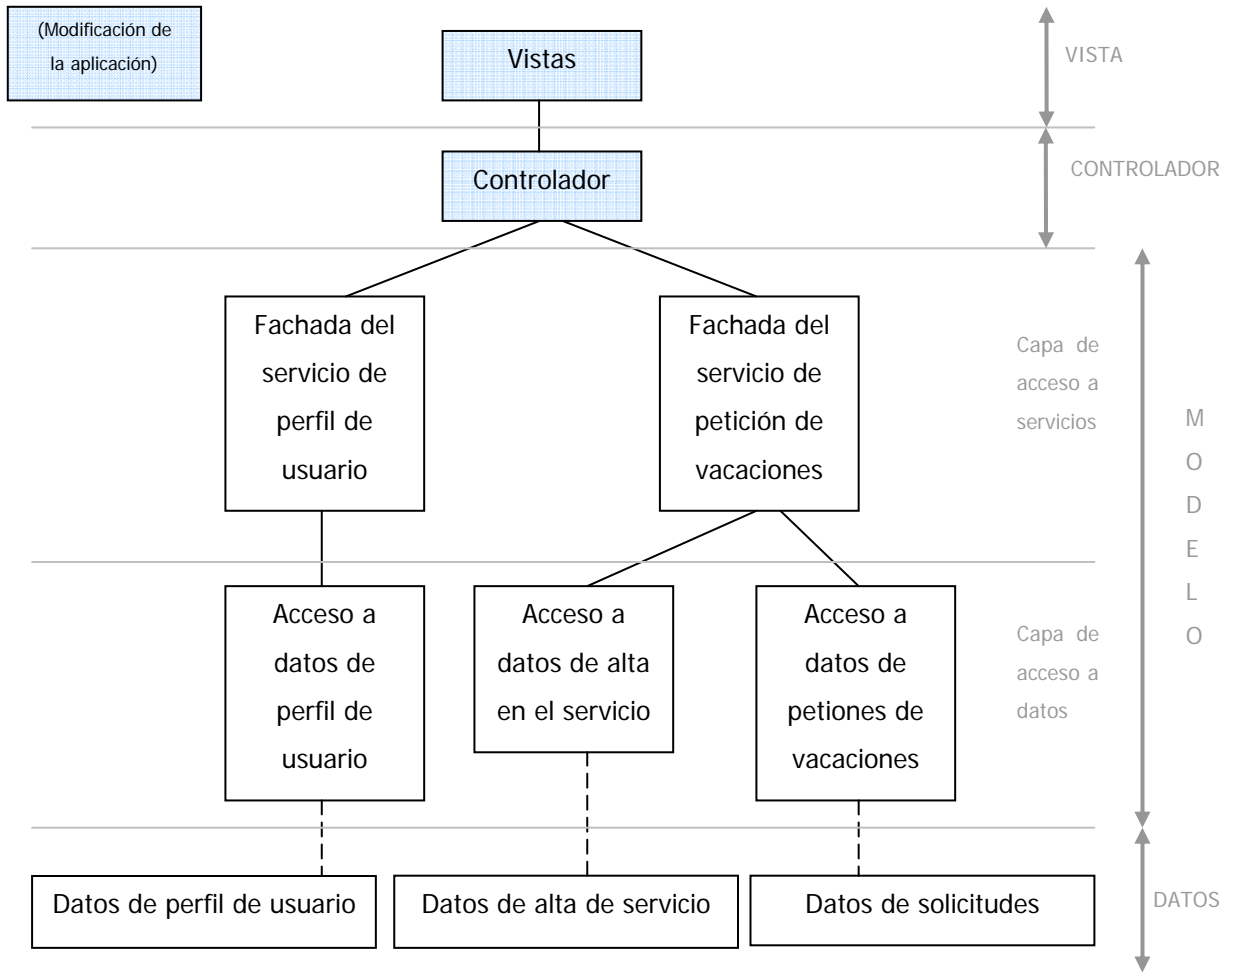 (Modificación de
la aplicación)
Vistas
VISTA
Controlador
CONTROLADOR
Fachada del
servicio de
perfil de
usuario
Fachada del
servicio de
petición de
vacaciones
Capa de
acceso a
servicios
M
O
D
E
L
O
Acceso a
datos de
perfil de
usuario
Acceso a
datos de alta
en el servicio
Acceso a
datos de
petiones de
vacaciones
Capa de
acceso a
datos
Datos de perfil de usuario
Datos de alta de servicio
Datos de solicitudes
DATOS